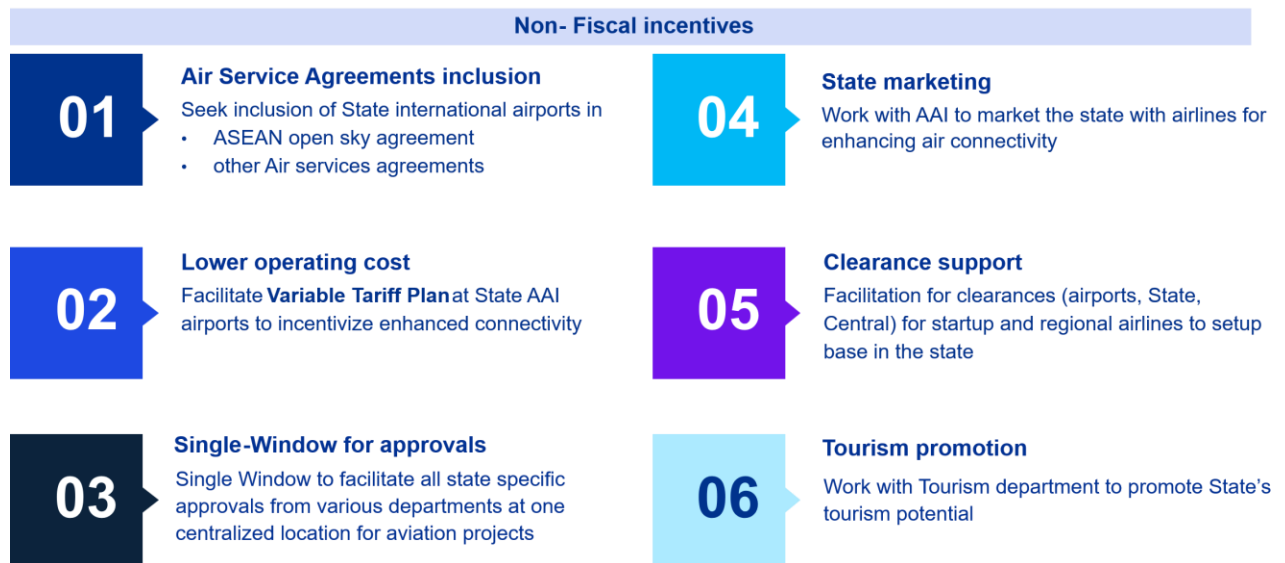 Non- Fiscal incentives
01
Air Service Agreements inclusion
Seek inclusion of State international airports in
• ASEAN open sky agreement
• other Air services agreements
02
Lower operating cost
Facilitate Variable Tariff Plan at State AAI
airports to incentivize enhanced connectivity
03
Single-Window for approvals
Single Window to facilitate all state specific
approvals from various departments at one
centralized location for aviation projects
04
State marketing
Work with AAI to market the state with airlines for
enhancing air connectivity
05
Clearance support
Facilitation for clearances (airports, State,
Central) for startup and regional airlines to setup
base in the state
06
Tourism promotion
Work with Tourism department to promote State’s
tourism potential